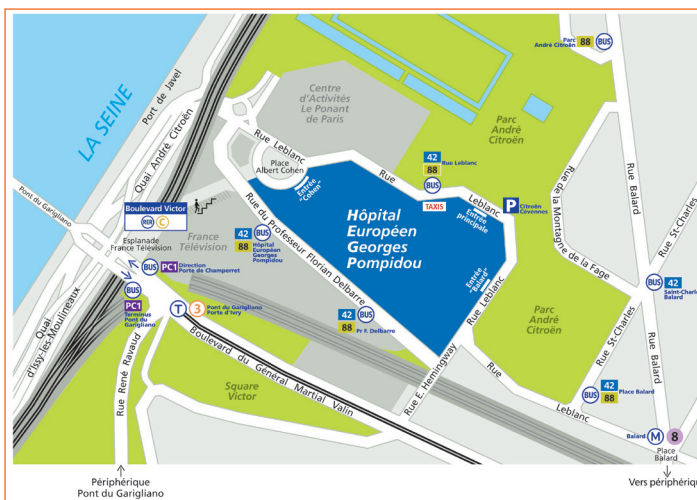 LA SEINE
Port de Javel
Quai André Citroën
Centre
d'Activités
Le Ponant
de Paris
Parc
André Citroën
88
BUS
Parc
André
Citroën
Rue Leblanc
Place
Albert Cohen
Entrée
"Cohen"
Rue
Leblanc
42
88
BUS
Rue Leblanc
TAXIS
P
Citroën
Cévennes
Entrée
principale
Entrée
"Balard"
Rue Leblanc
Hôpital
Européen
Georges
Pompidou
Rue de la Montagne de la Fage
Rue Balard
Rue St-Charles
Pont du Garigliano
Boulevard Victor
RER
C
Esplanade
France Télévision
France
Télévision
42
88
BUS
Hôpital
Européen
Georges
Pompidou
Rue du Professeur Florian Delbarre
BUS
PC1
Direction
Porte de Champerret
BUS
PC1
Terminus
Pont du
Garigliano
T
3
Pont du Garigliano
Porte d'Ivry
42
88
BUS
Pr F. Delbarre
Parc
André
Citroën
BUS
42
Saint-Charles
Balard
Quai
d'Issy-les-Moulineaux
Rue René Ravaud
Boulevard du Général Martial Valin
Square
Victor
Rue E. Hemingway
Rue St-Charles
Rue Balard
BUS
42
88
Place Balard
Leblanc
Balard
M
8
Place
Balard
Périphérique
Pont du Garigliano
Vers périphériq